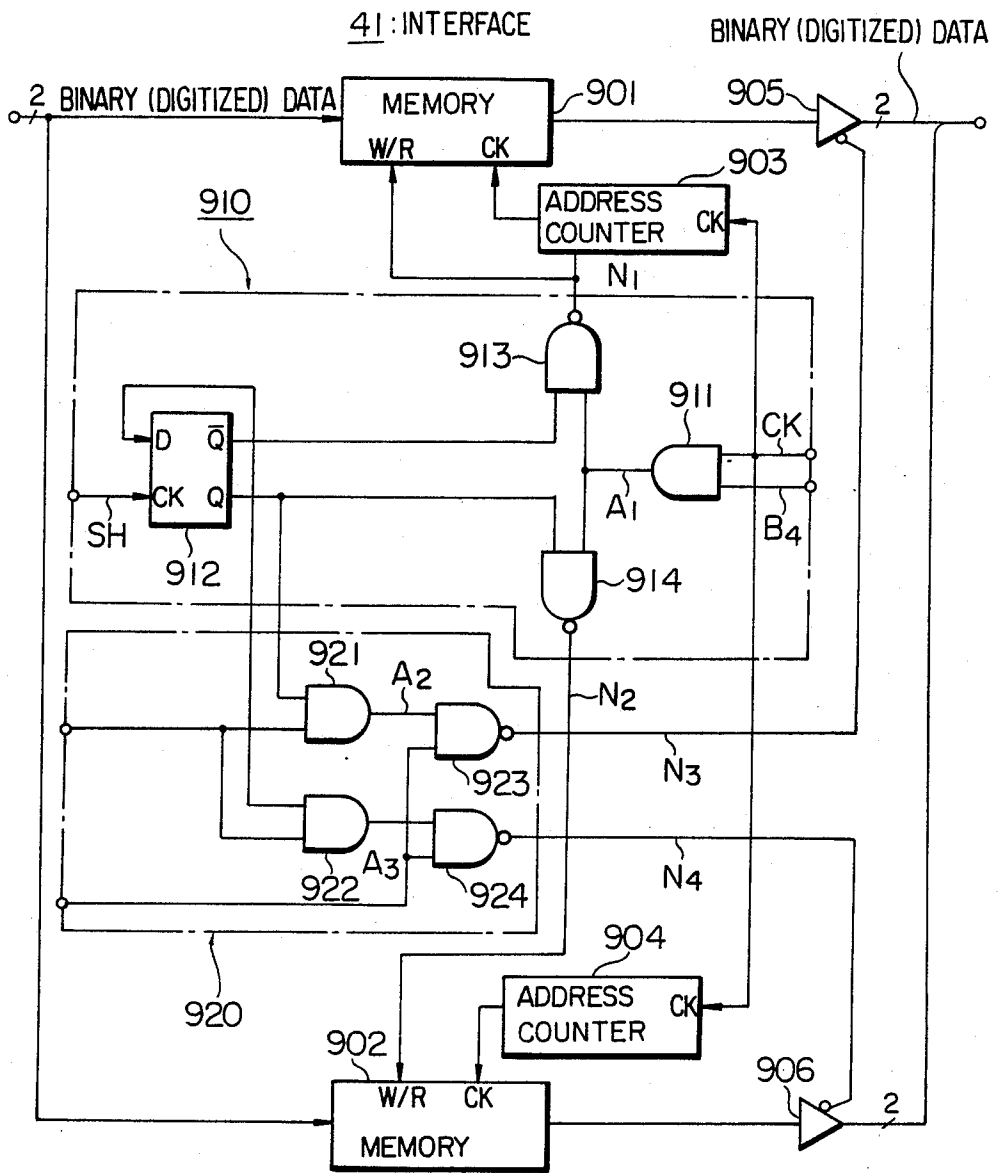 41 : INTERFACE
BINARY (DIGITIZED) DATA
2
BINARY (DIGITIZED) DATA
MEMORY
W/R CK
901
905
2
903
ADDRESS
COUNTER
CK
910
N1
913
911
CK
D Q̅
CK Q
SH
912
A1
B4
914
921
A2
N2
923
N3
922
A3
924
N4
920
904
ADDRESS
COUNTER
CK
902
W/R CK
MEMORY
906
2